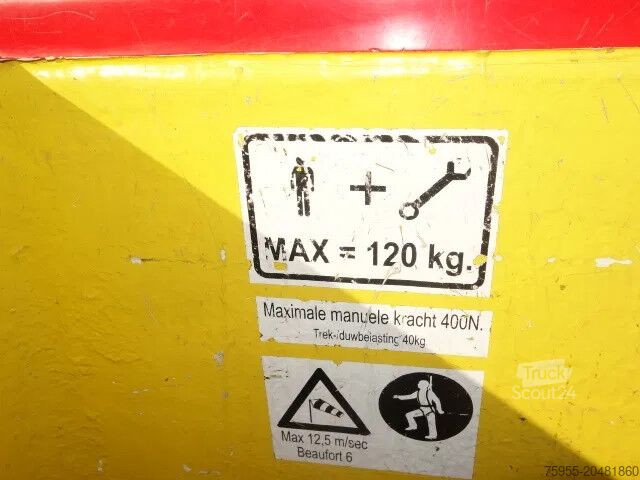 +
MAX = 120 kg.
Maximale manuele kracht 400N.
Trek-/duwbelasting 40kg
Max 12,5 m/sec
Beaufort 6
Truck
Scout24
75955-20481860